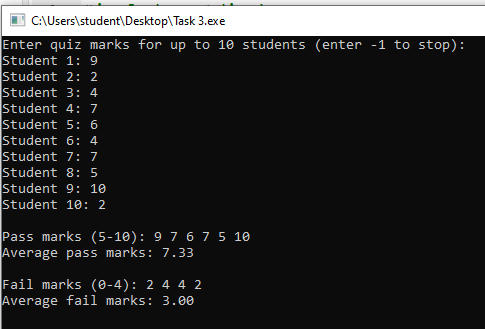 C:\Users\student\Desktop\Task 3.exe
Enter quiz marks for up to 10 students (enter -1 to stop):
Student 1: 9
Student 2: 2
Student 3: 4
Student 4: 7
Student 5: 6
Student 6: 4
Student 7: 7
Student 8: 5
Student 9: 10
Student 10: 2
Pass marks (5-10): 9 7 6 7 5 10
Average pass marks: 7.33
Fail marks (0-4): 2 4 4 2
Average fail marks: 3.00